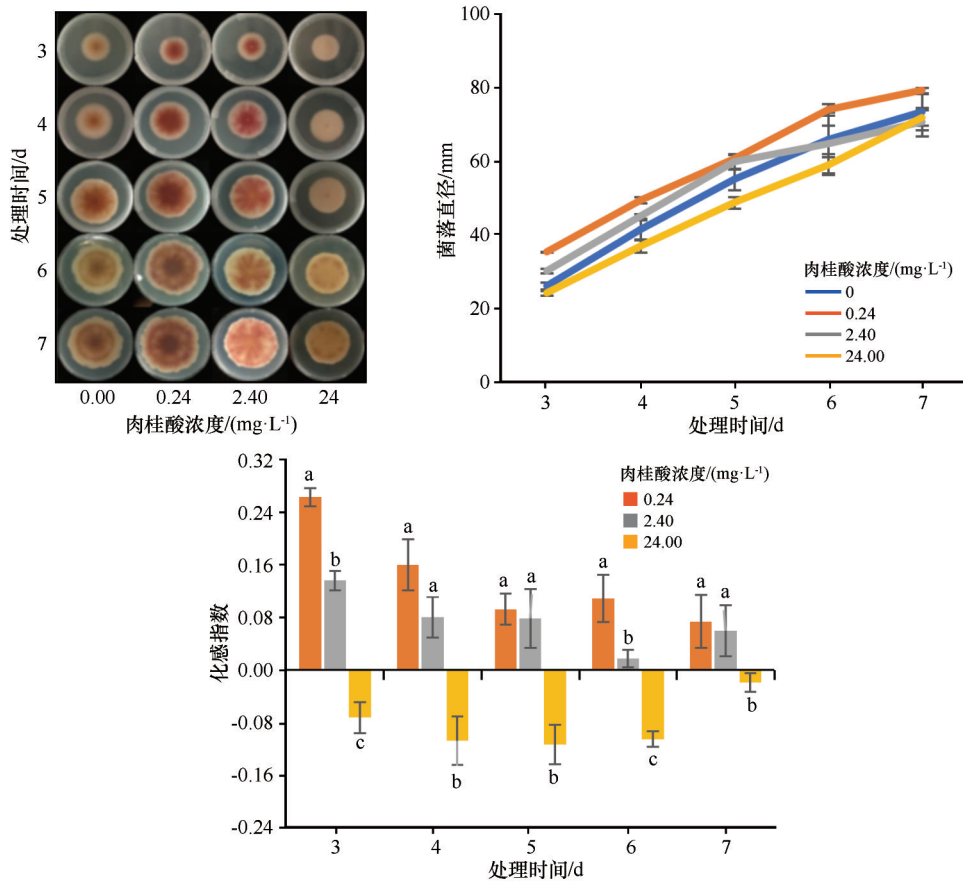 处理时间/d
3
4
5
6
7
0.00 0.24 2.40 24
肉桂酸浓度/(mg·L⁻¹)
菌落直径/mm
100
80
60
40
20
0
肉桂酸浓度/(mg·L⁻¹)
0
0.24
2.40
24.00
3 4 5 6 7
处理时间/d
化感指数
0.32
0.24
0.16
0.08
0.00
-0.08
-0.16
-0.24
肉桂酸浓度/(mg·L⁻¹)
0.24
2.40
24.00
a b c
a a b
a a b
a b c
a a b
3 4 5 6 7
处理时间/d